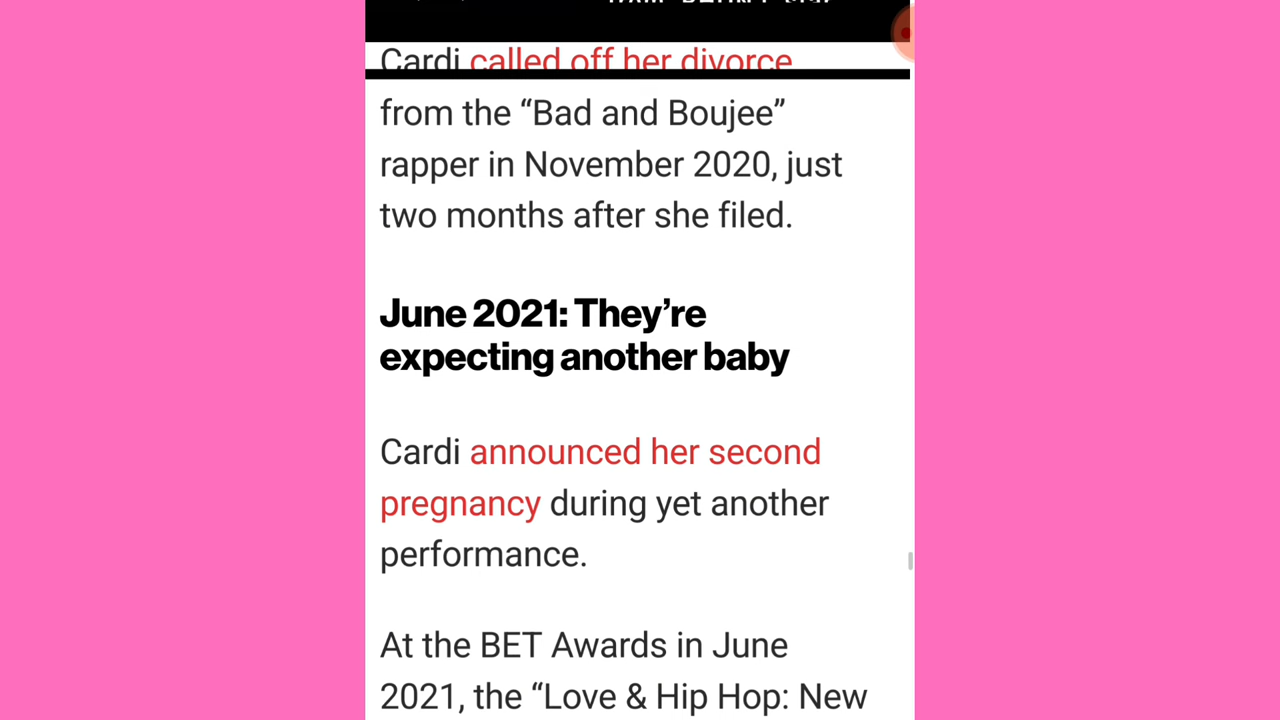 Cardi called off her divorce
from the “Bad and Boujee”
rapper in November 2020, just
two months after she filed.
June 2021: They’re
expecting another baby
Cardi announced her second
pregnancy during yet another
performance.
At the BET Awards in June
2021, the “Love & Hip Hop: New